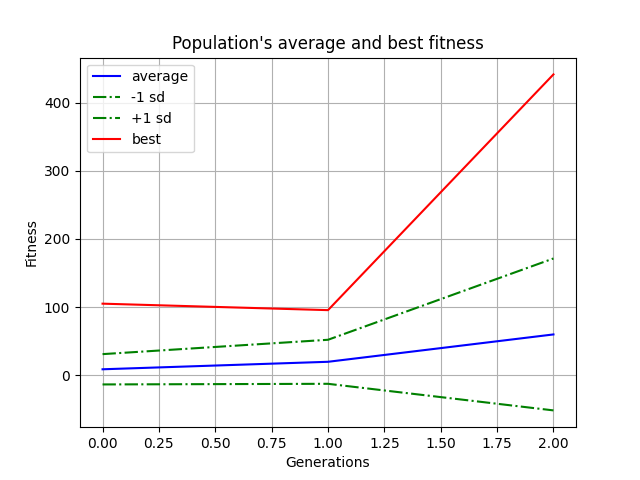 Population's average and best fitness
average
-1 sd
+1 sd
best
400
300
200
100
0
Fitness
0.00 0.25 0.50 0.75 1.00 1.25 1.50 1.75 2.00
Generations